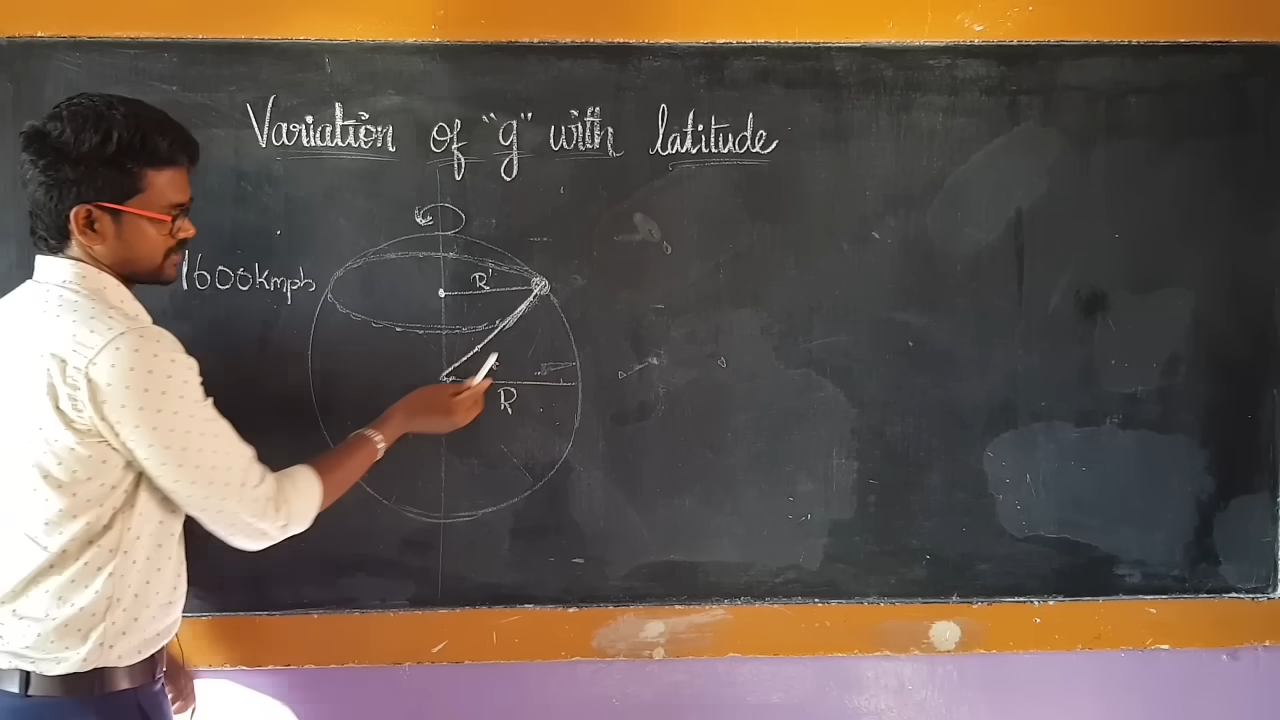 Variation of "g" with latitude
1600kmph
R'
R